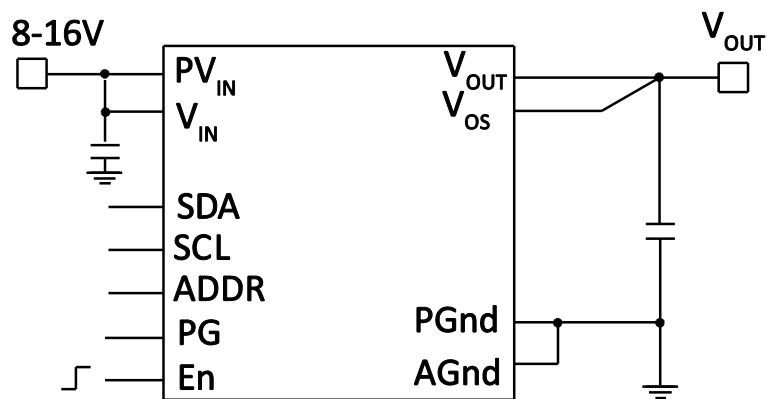 8-16V
PVIN
VIN
SDA
SCL
ADDR
PG
En
VOUT
VOS
PGnd
AGnd
VOUT